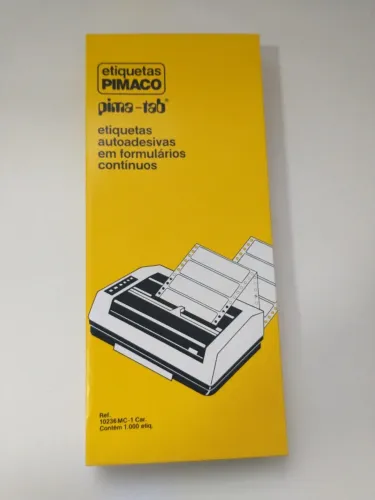 etiquetas
PIMACO
pima-tab®
etiquetas
autoadesivas
em formulários
contínuos
Ref.
10236 MC-1 Car.
Contém 1.000 etiq.